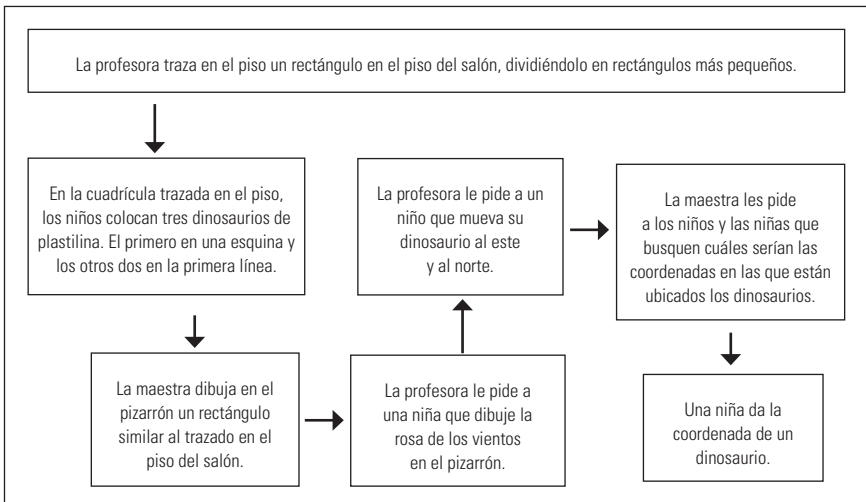 La profesora traza en el piso un rectángulo en el piso del salón, dividiéndolo en rectángulos más pequeños.
En la cuadrícula trazada en el piso,
los niños colocan tres dinosaurios de
plastilina. El primero en una esquina y
los otros dos en la primera línea.
La maestra dibuja en el
pizarrón un rectángulo
similar al trazado en el
piso del salón.
La profesora le pide a
una niña que dibuje la
rosa de los vientos
en el pizarrón.
La profesora le pide a un
niño que mueva su
dinosaurio al este
y al norte.
La maestra les pide
a los niños y las niñas que
busquen cuáles serían las
coordenadas en las que están
ubicados los dinosaurios.
Una niña da la
coordenada de un
dinosaurio.